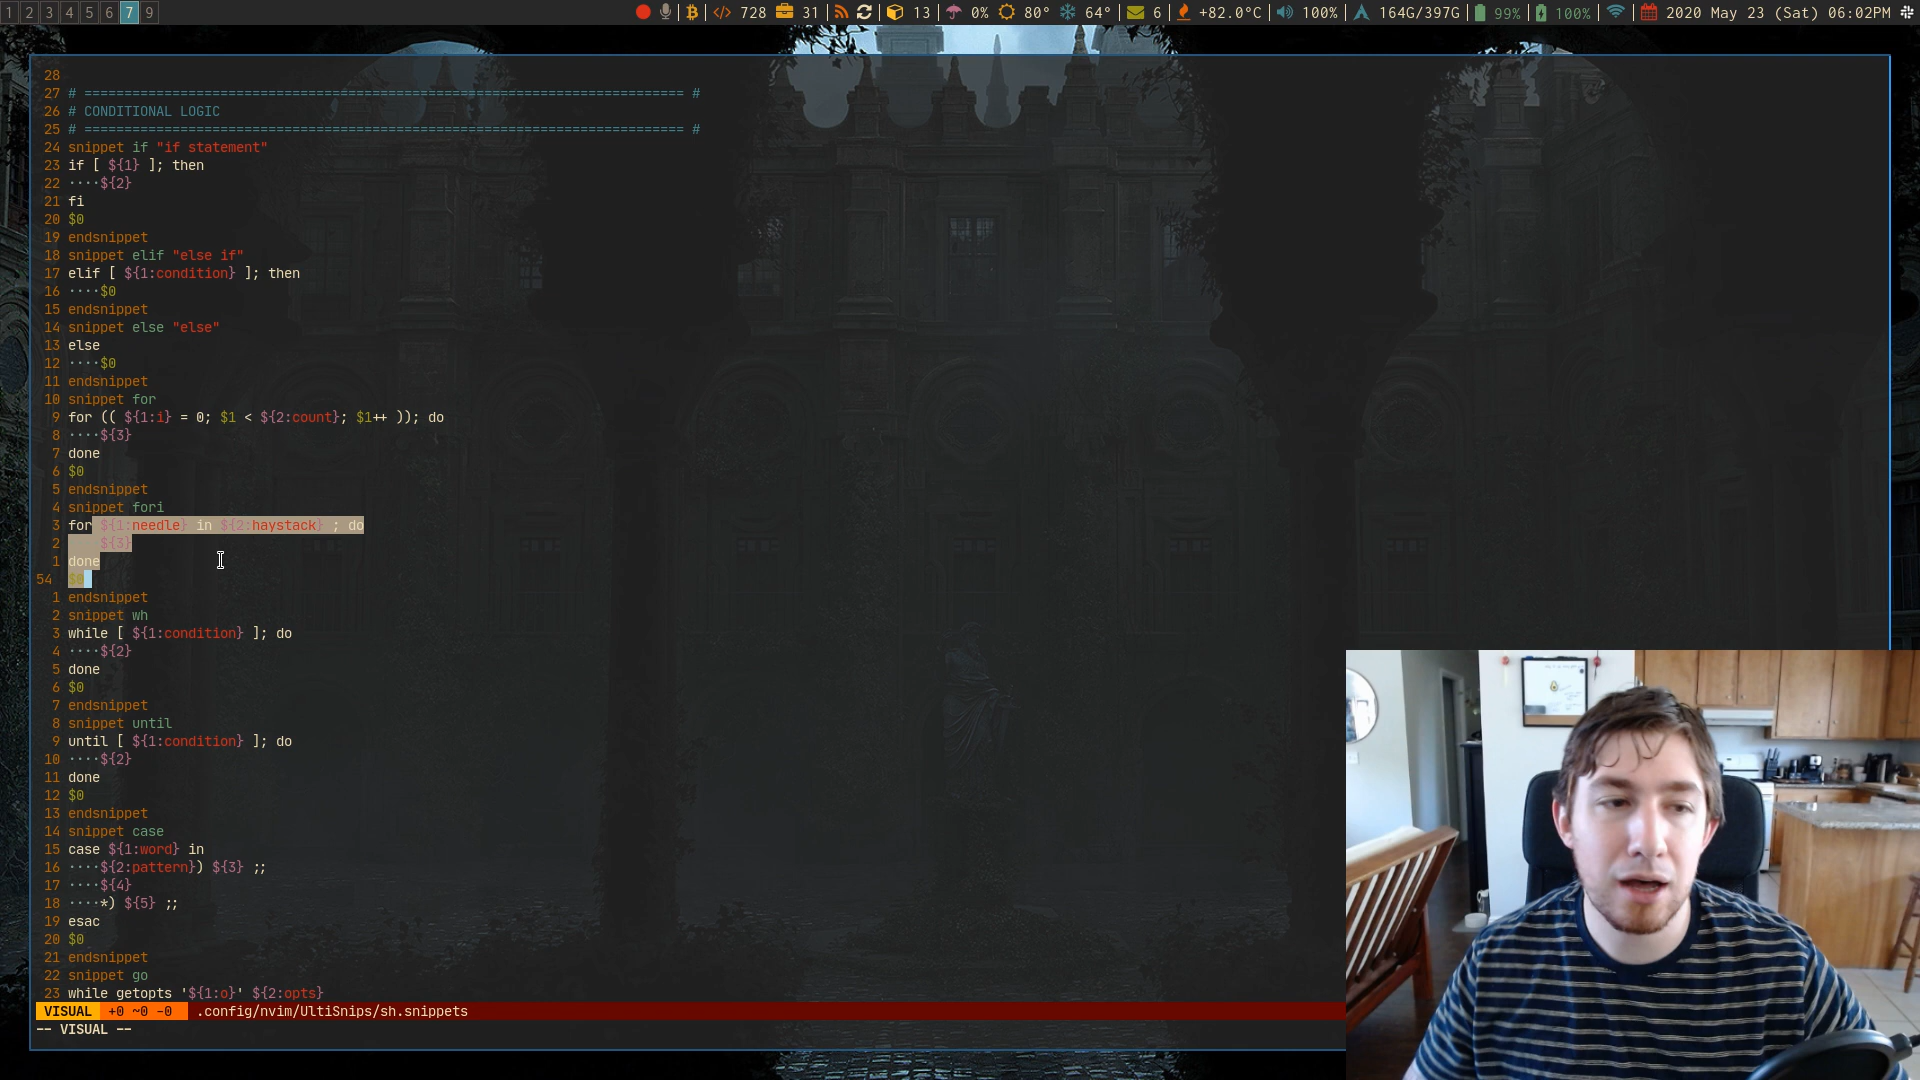 1 2 3 4 5 6 7 9 728 31 13 0% 80° 64° 6 +82.0°C 100% 164G/397G 99% 100% 2020 May 23 (Sat) 06:02PM
28
27 # =========================================================================== #
26 # CONDITIONAL LOGIC
25 # =========================================================================== #
24 snippet if "if statement"
23 if [ ${1} ]; then
22 ····${2}
21 fi
20 $0
19 endsnippet
18 snippet elif "else if"
17 elif [ ${1:condition} ]; then
16 ····$0
15 endsnippet
14 snippet else "else"
13 else
12 ····$0
11 endsnippet
10 snippet for
9 for (( ${1:i} = 0; $1 < ${2:count}; $1++ )); do
8 ····${3}
7 done
6 $0
5 endsnippet
4 snippet fori
3 for ${1:needle} in ${2:haystack} ; do
2 ${3}
1 done
54 $0
1 endsnippet
2 snippet wh
3 while [ ${1:condition} ]; do
4 ····${2}
5 done
6 $0
7 endsnippet
8 snippet until
9 until [ ${1:condition} ]; do
10 ····${2}
11 done
12 $0
13 endsnippet
14 snippet case
15 case ${1:word} in
16 ····${2:pattern}) ${3} ;;
17 ····${4}
18 ····*) ${5} ;;
19 esac
20 $0
21 endsnippet
22 snippet go
23 while getopts '${1:o}' ${2:opts}
VISUAL +0 ~0 -0 .config/nvim/UltiSnips/sh.snippets
-- VISUAL --